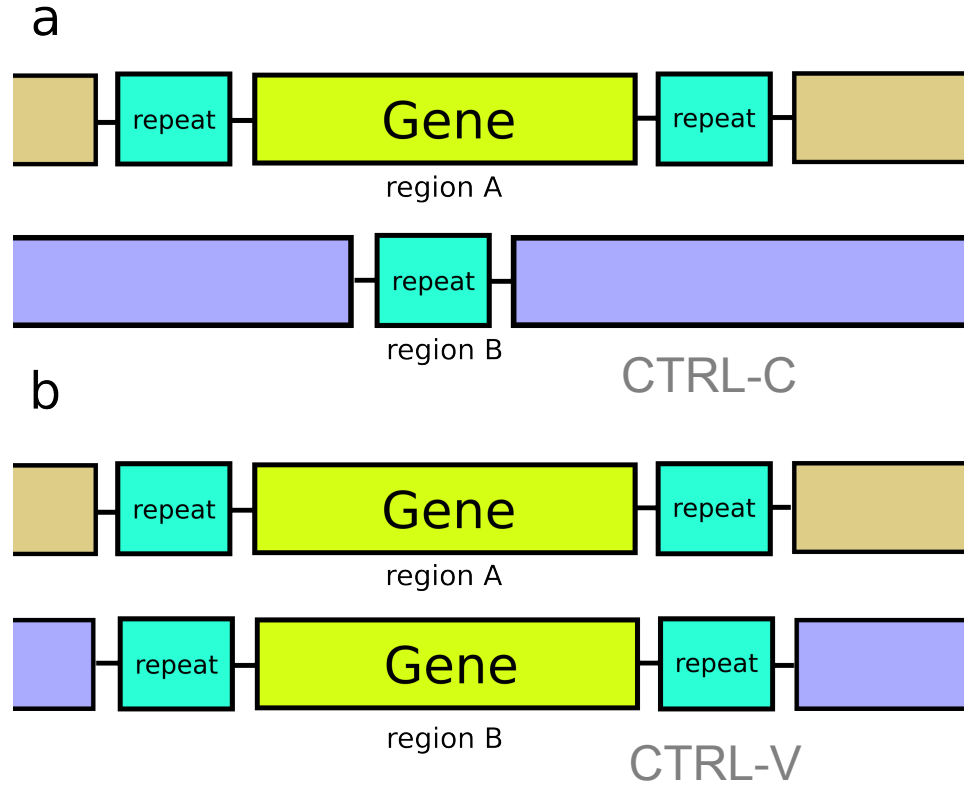 a
repeat Gene repeat
region A
repeat
region B
CTRL-C
b
repeat Gene repeat
region A
repeat Gene repeat
region B
CTRL-V